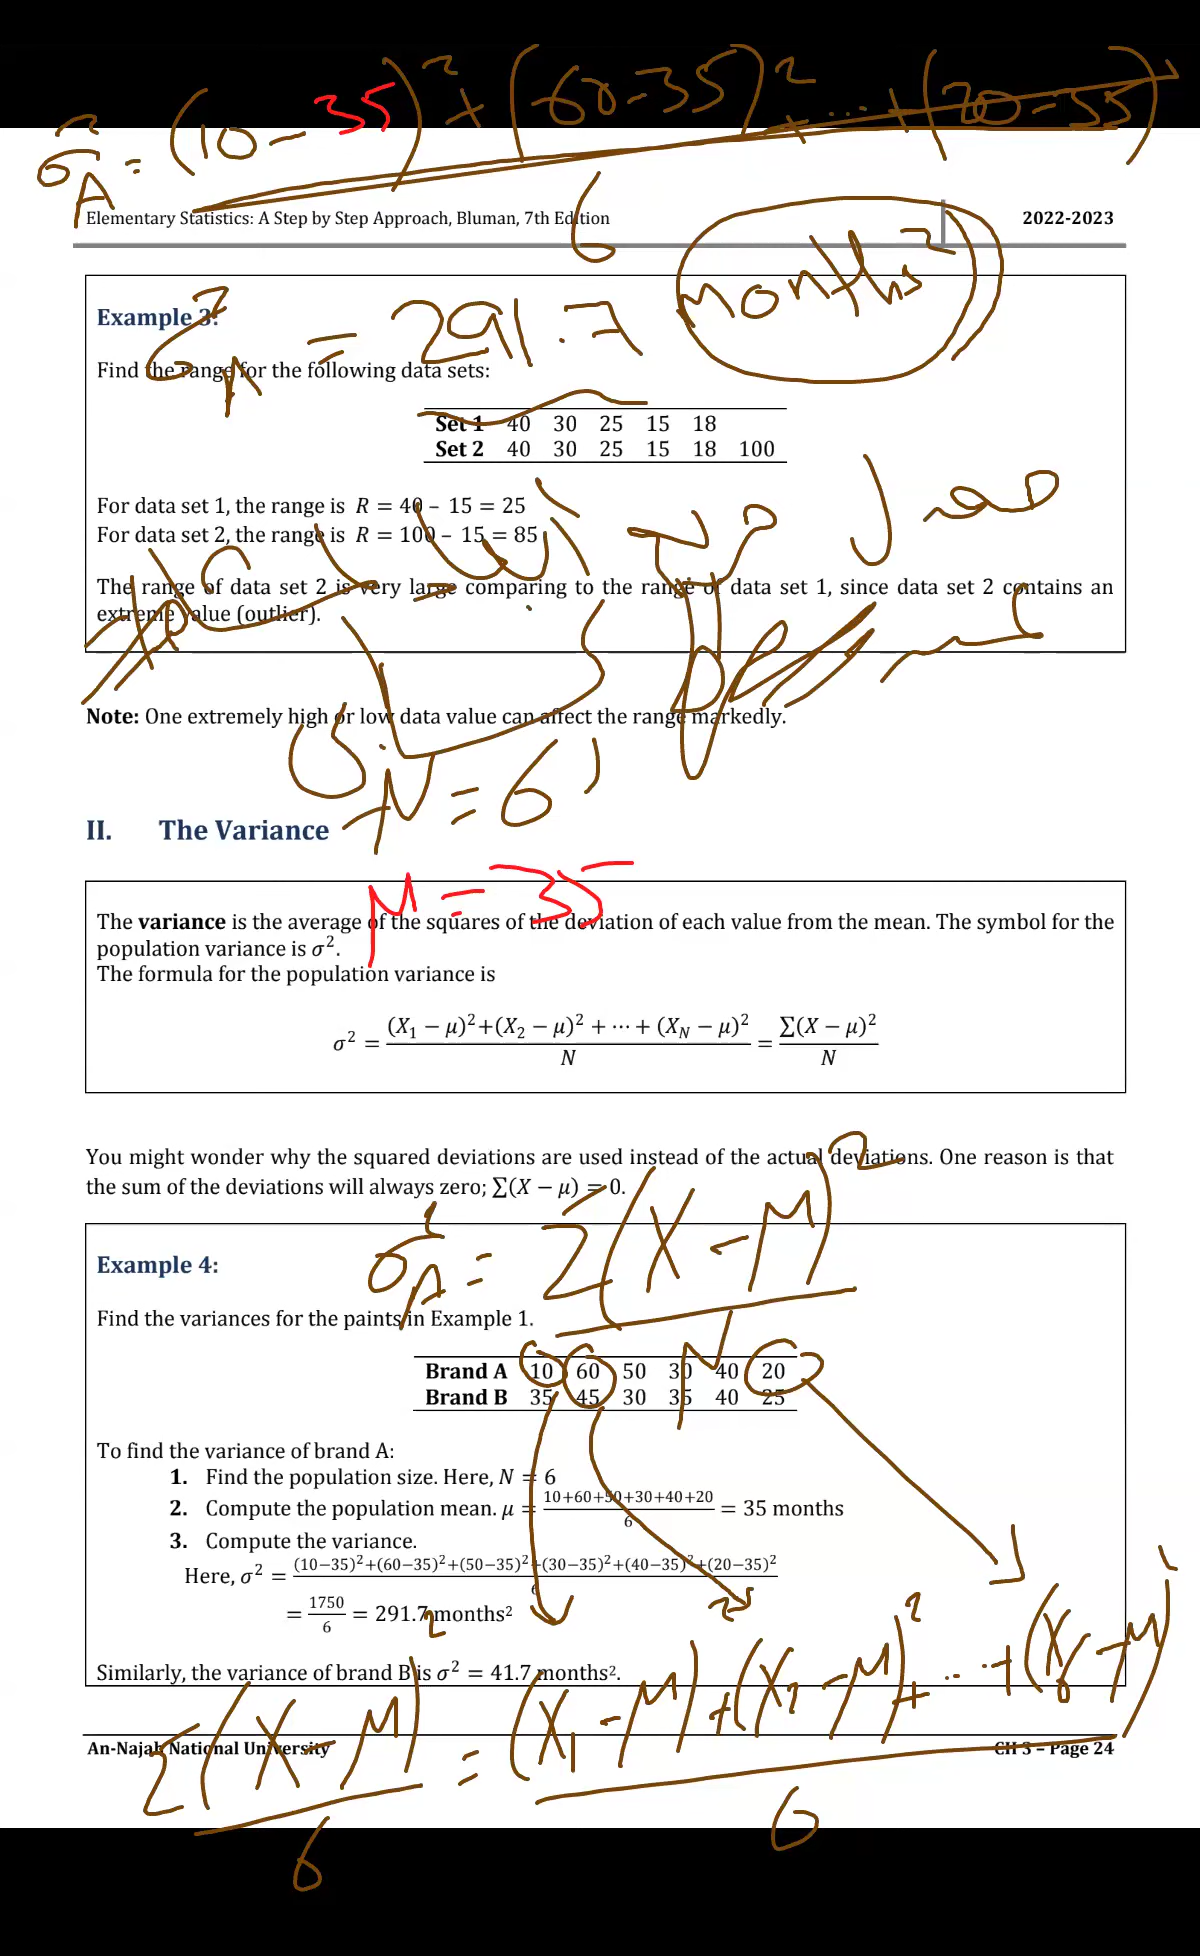 σ²A = (10 - 35)² + (60-35)² + ... + (20-35)²
6
Elementary Statistics: A Step by Step Approach, Bluman, 7th Edition 2022-2023
σ²A = 291.7 months²
Example 3:
Find the range for the following data sets:
Set 1 40 30 25 15 18
Set 2 40 30 25 15 18 100
For data set 1, the range is R = 40 – 15 = 25
For data set 2, the range is R = 100 – 15 = 85
The range of data set 2 is very large comparing to the range of data set 1, since data set 2 contains an
extreme value (outlier).
Note: One extremely high or low data value can affect the range markedly.
N = 6
II. The Variance
μ = 35
The variance is the average of the squares of the deviation of each value from the mean. The symbol for the
population variance is σ².
The formula for the population variance is
σ² = (X₁ − μ)²+(X₂ − μ)² + ⋯ + (X_N − μ)² / N = ∑(X − μ)² / N
You might wonder why the squared deviations are used instead of the actual deviations. One reason is that
the sum of the deviations will always zero; ∑(X − μ) = 0.
σ²A = Σ(X - μ)² / N
Example 4:
Find the variances for the paints in Example 1.
Brand A 10 60 50 30 40 20
Brand B 35 45 30 35 40 25
To find the variance of brand A:
1. Find the population size. Here, N = 6
2. Compute the population mean. μ = 10+60+50+30+40+20 / 6 = 35 months
3. Compute the variance.
Here, σ² = (10−35)²+(60−35)²+(50−35)²+(30−35)²+(40−35)²+(20−35)² / 6
= 1750 / 6 = 291.7 months²
Similarly, the variance of brand B is σ² = 41.7 months².
Σ(X - μ)² / 6 = (X₁ - μ)² + (X₂ - μ)² + ... + (X₆ - μ)² / 6
An-Najah National University CH 3 – Page 24